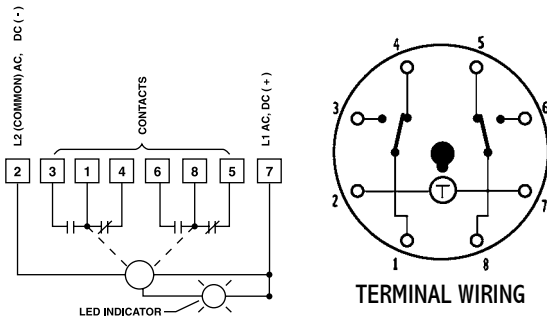 L2 (COMMON) AC, DC (-)
CONTACTS
L1 AC, DC (+)
2 3 1 4 6 8 5 7
LED INDICATOR
4 5
3 6
2 T 7
1 8
TERMINAL WIRING